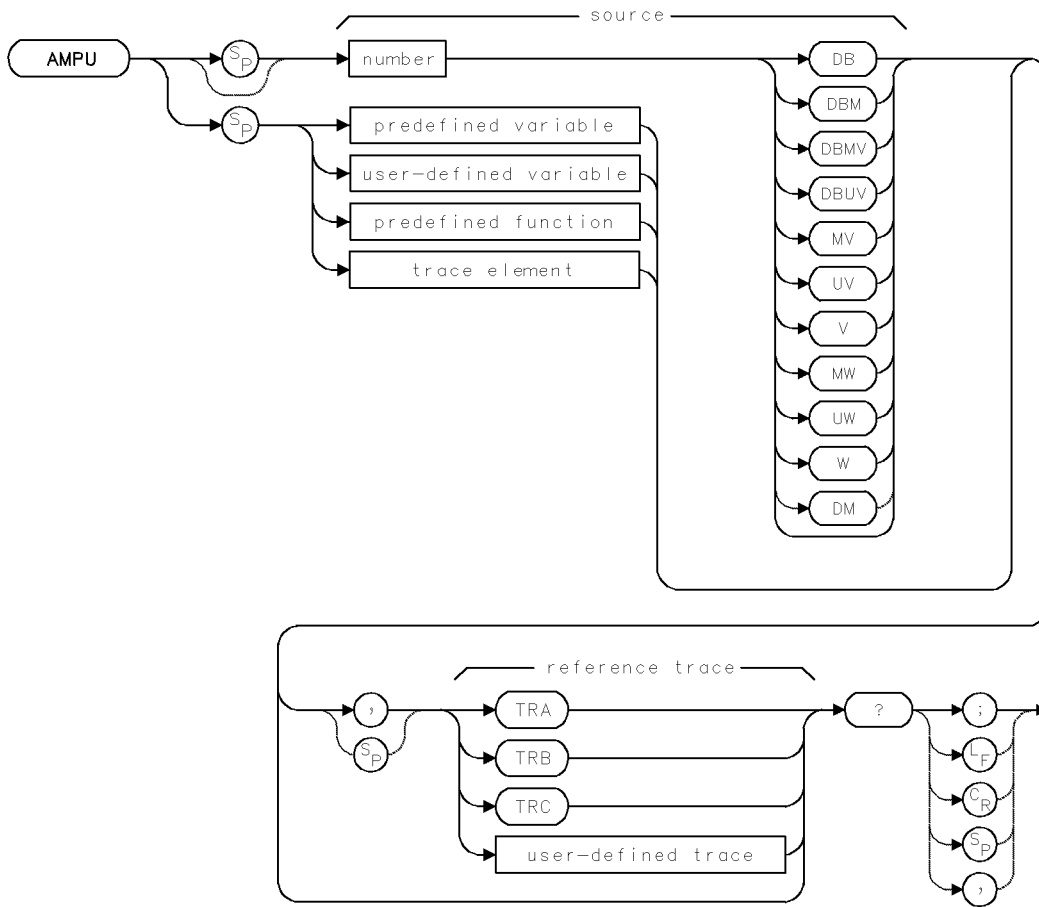 source
AMPU
SP
number
DB
DBM
DBMV
DBUV
MV
UV
V
MW
UW
W
DM
SP
predefined variable
user-defined variable
predefined function
trace element
reference trace
,
SP
TRA
TRB
TRC
user-defined trace
?
;
LF
CR
SP
,